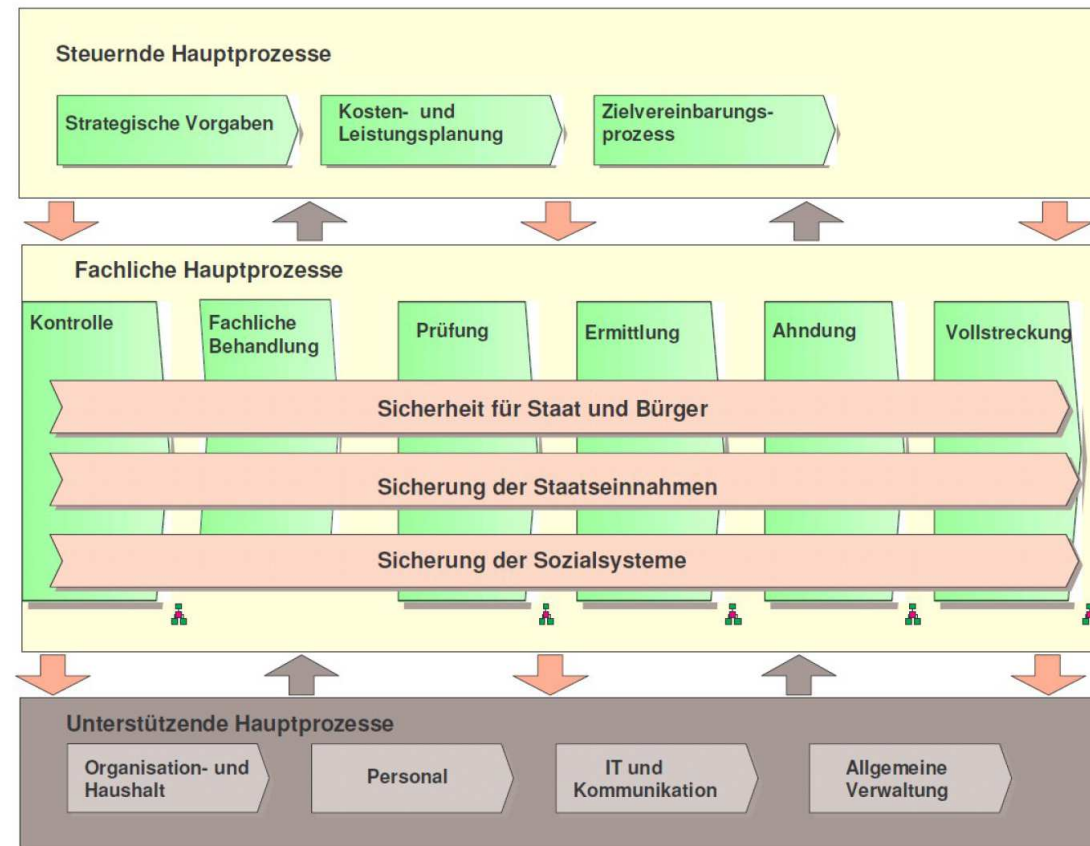 Steuernde Hauptprozesse
Strategische Vorgaben
Kosten- und
Leistungsplanung
Zielvereinbarungs-
prozess
Fachliche Hauptprozesse
Kontrolle
Fachliche
Behandlung
Prüfung
Ermittlung
Ahndung
Vollstreckung
Sicherheit für Staat und Bürger
Sicherung der Staatseinnahmen
Sicherung der Sozialsysteme
Unterstützende Hauptprozesse
Organisation- und
Haushalt
Personal
IT und
Kommunikation
Allgemeine
Verwaltung